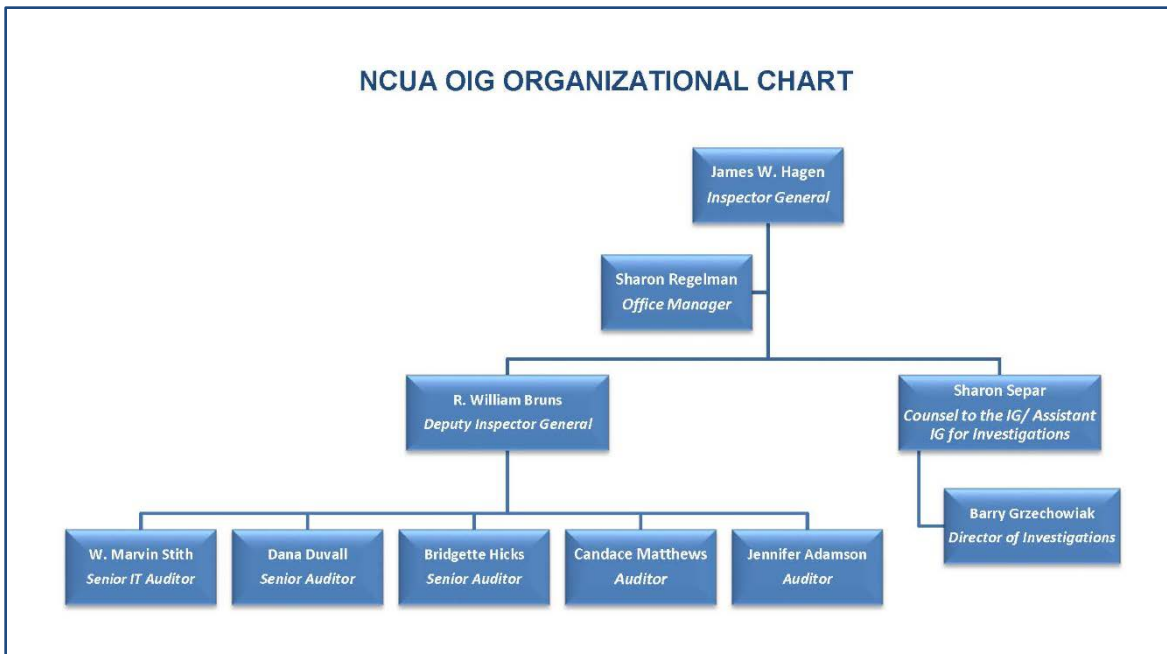 NCUA OIG ORGANIZATIONAL CHART
James W. Hagen
Inspector General
Sharon Regelman
Office Manager
R. William Bruns
Deputy Inspector General
Sharon Separ
Counsel to the IG/ Assistant
IG for Investigations
Barry Grzechowiak
Director of Investigations
W. Marvin Stith
Senior IT Auditor
Dana Duvall
Senior Auditor
Bridgette Hicks
Senior Auditor
Candace Matthews
Auditor
Jennifer Adamson
Auditor